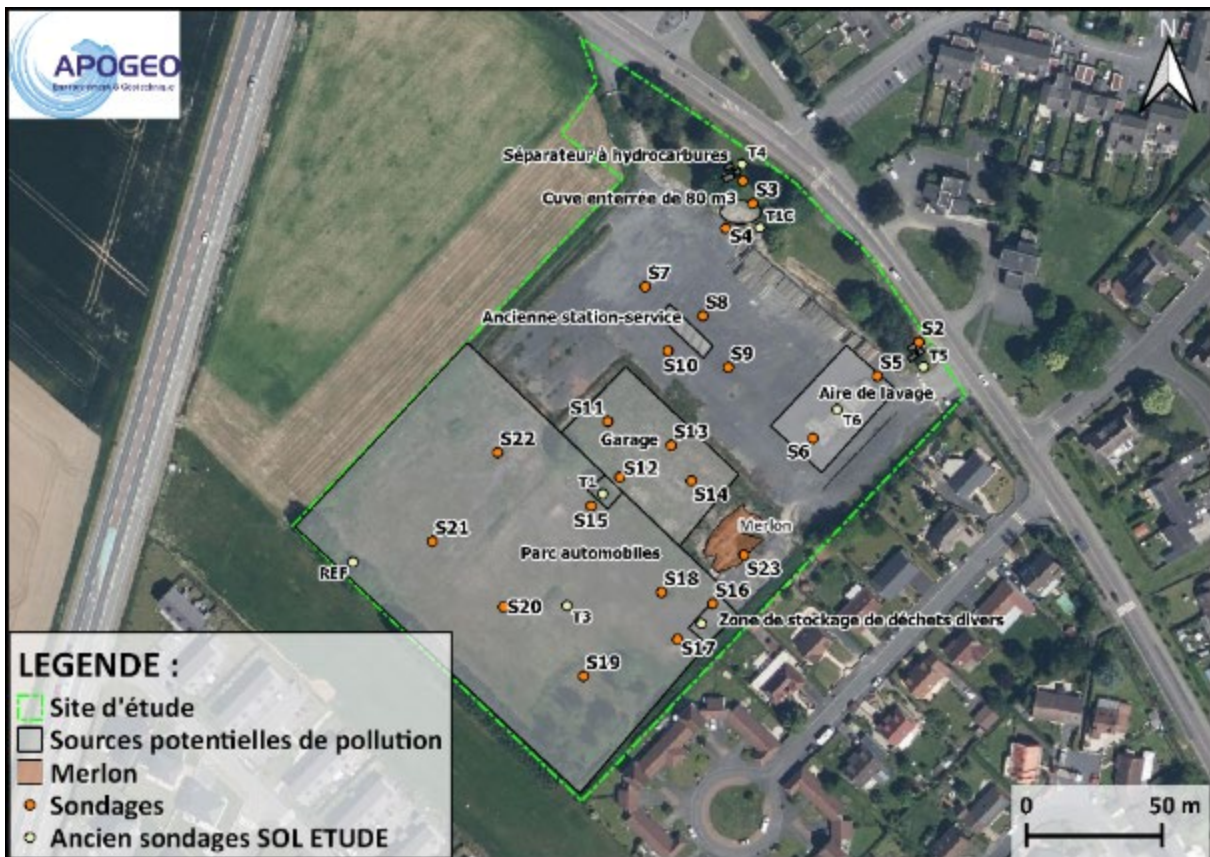 APOGEO
Environnement & Géotechnique
N
T4
Séparateur à hydrocarbures
S3
Cuve enterrée de 80 m3
T1C
S4
S7
S8
Ancienne station-service
S2
S10
S9
S5
T5
Aire de lavage
S11
T6
S13
Garage
S6
S22
S12
T1
S14
S15
Merlon
S21
Parc automobiles
S23
REF
S18
S16
S20
T3
Zone de stockage de déchets divers
S17
S19
LEGENDE :
Site d'étude
Sources potentielles de pollution
Merlon
Sondages
Ancien sondages SOL ETUDE
0 50 m